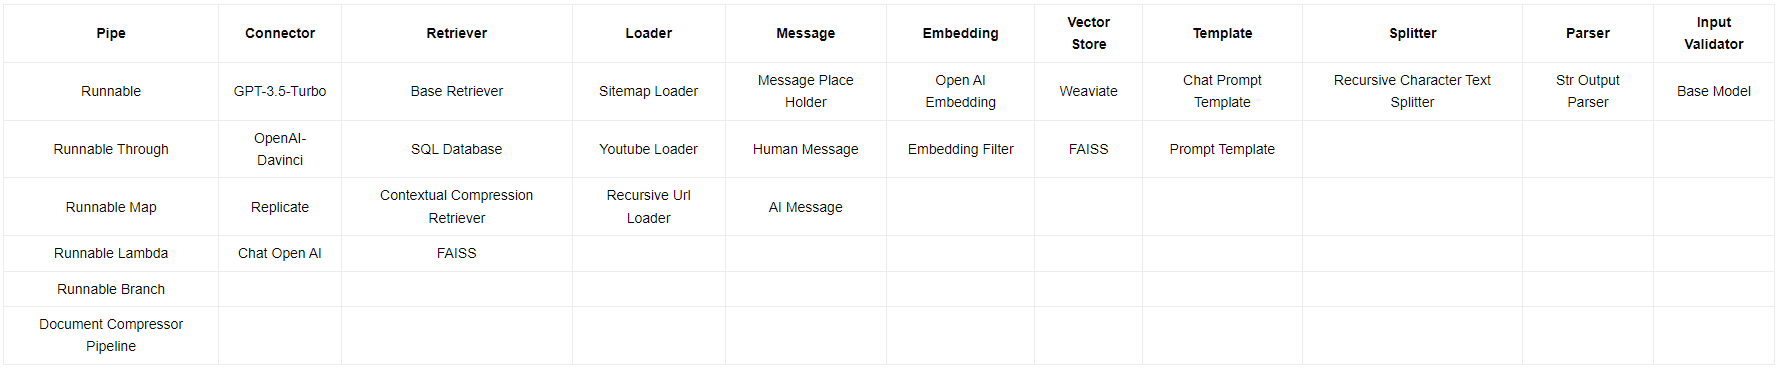 Pipe Connector Retriever Loader Message Embedding Vector Store Template Splitter Parser Input Validator
Runnable GPT-3.5-Turbo Base Retriever Sitemap Loader Message Place Holder Open AI Embedding Weaviate Chat Prompt Template Recursive Character Text Splitter Str Output Parser Base Model
Runnable Through OpenAI-Davinci SQL Database Youtube Loader Human Message Embedding Filter FAISS Prompt Template
Runnable Map Replicate Contextual Compression Retriever Recursive Url Loader AI Message
Runnable Lambda Chat Open AI FAISS
Runnable Branch
Document Compressor Pipeline